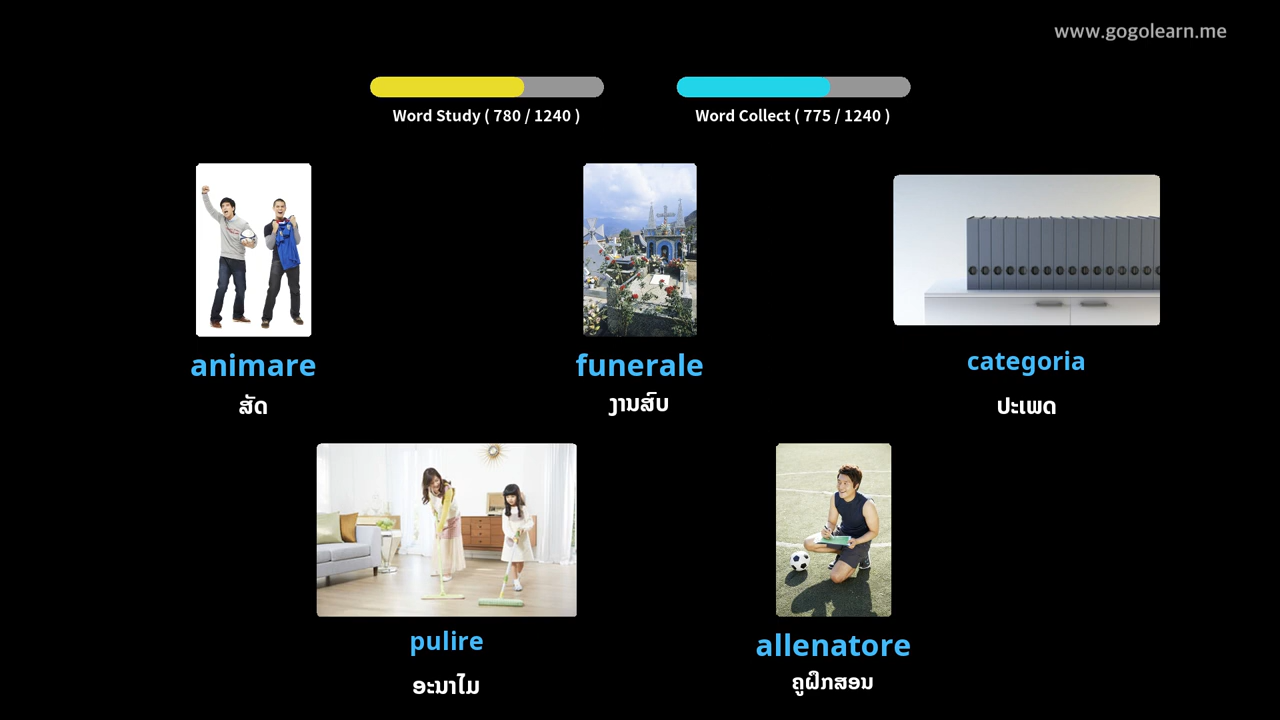 www.gogolearn.me
Word Study ( 780 / 1240 )
Word Collect ( 775 / 1240 )
animare
ສັດ
funerale
ງານສົບ
categoria
ປະເພດ
pulire
ອະນາໄມ
allenatore
ຄູຝຶກສອນ